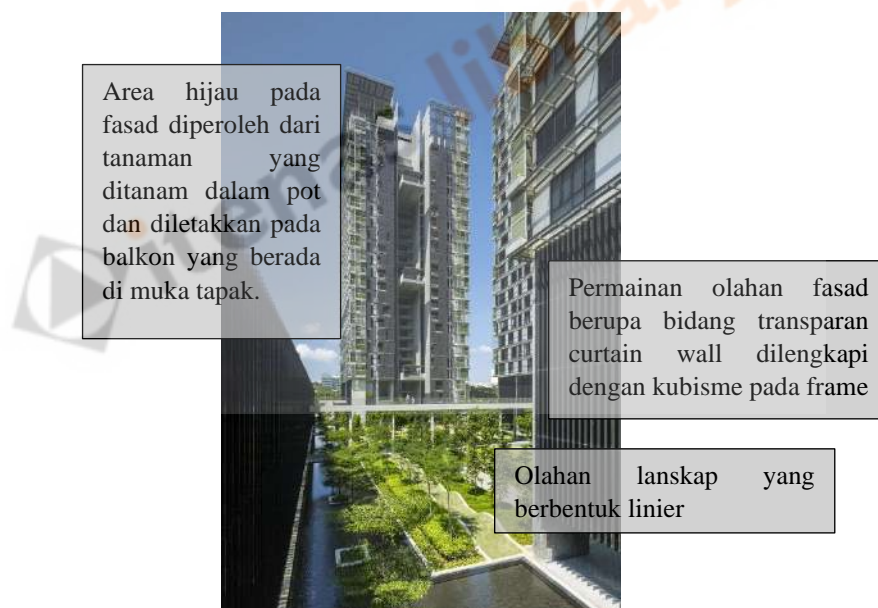 Area hijau pada
fasad diperoleh dari
tanaman yang
ditanam dalam pot
dan diletakkan pada
balkon yang berada
di muka tapak.
Permainan olahan fasad
berupa bidang transparan
curtain wall dilengkapi
dengan kubisme pada frame
Olahan lanskap yang
berbentuk linier